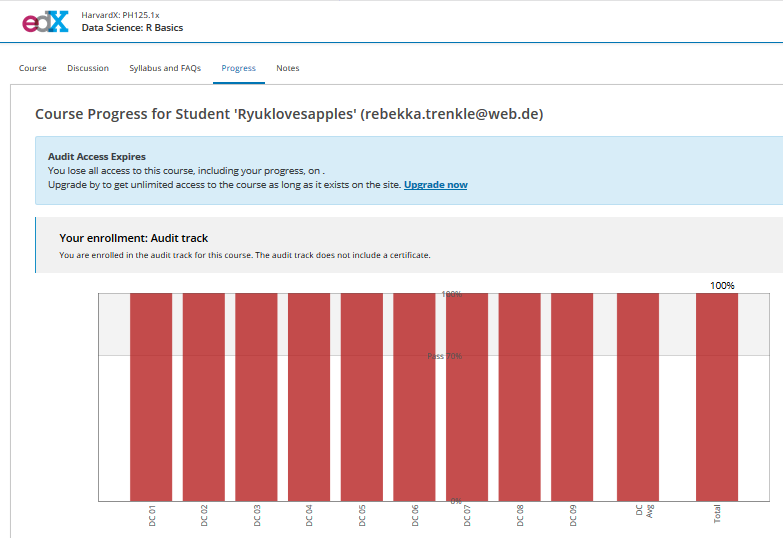 edX
HarvardX: PH125.1x
Data Science: R Basics
Course Discussion Syllabus and FAQs Progress Notes
Course Progress for Student 'Ryuklovesapples' (rebekka.trenkle@web.de)
Audit Access Expires
You lose all access to this course, including your progress, on .
Upgrade by to get unlimited access to the course as long as it exists on the site. Upgrade now
Your enrollment: Audit track
You are enrolled in the audit track for this course. The audit track does not include a certificate.
100%
100%
Pass 70%
0%
DC 01
DC 02
DC 03
DC 04
DC 05
DC 06
DC 07
DC 08
DC 09
DC
Avg
Total